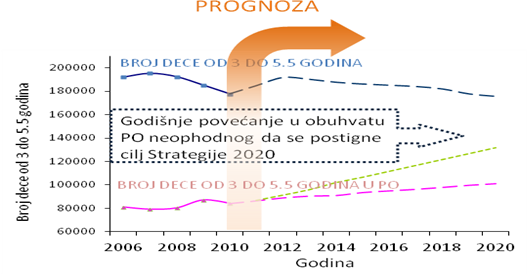 PROGNOZA
BROJ DECE OD 3 DO 5.5 GODINA
Broj dece od 3 do 5.5 godina
200000
180000
160000
140000
120000
100000
80000
60000
Godišnje povećanje u obuhvatu
PO neophodnog da se postigne
cilj Strategije 2020
BROJ DECE OD 3 DO 5.5 GODINA U PO
2006 2008 2010 2012 2014 2016 2018 2020
Godina